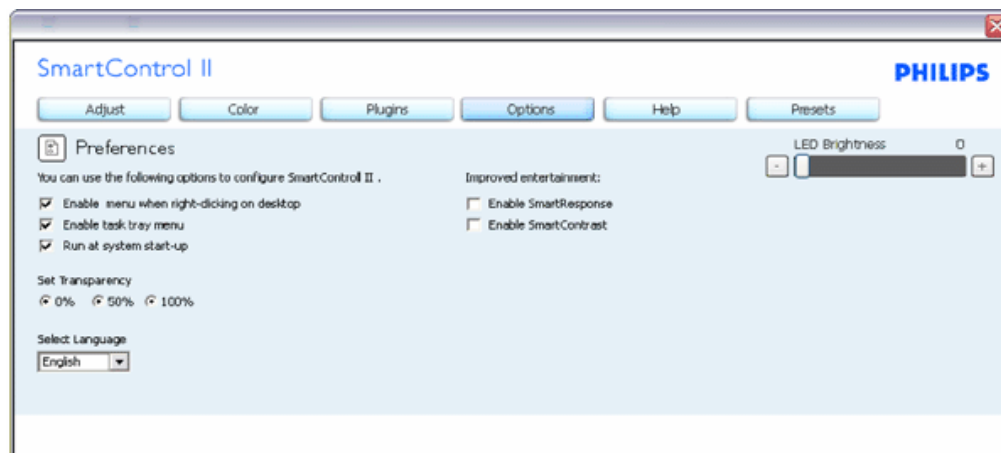 SmartControl II
PHILIPS
Adjust Color Plugins Options Help Presets
Preferences
LED Brightness 0
- +
You can use the following options to configure SmartControl II .
Enable menu when right-clicking on desktop
Enable task tray menu
Run at system start-up
Improved entertainment:
Enable SmartResponse
Enable SmartContrast
Set Transparency
0% 50% 100%
Select Language
English